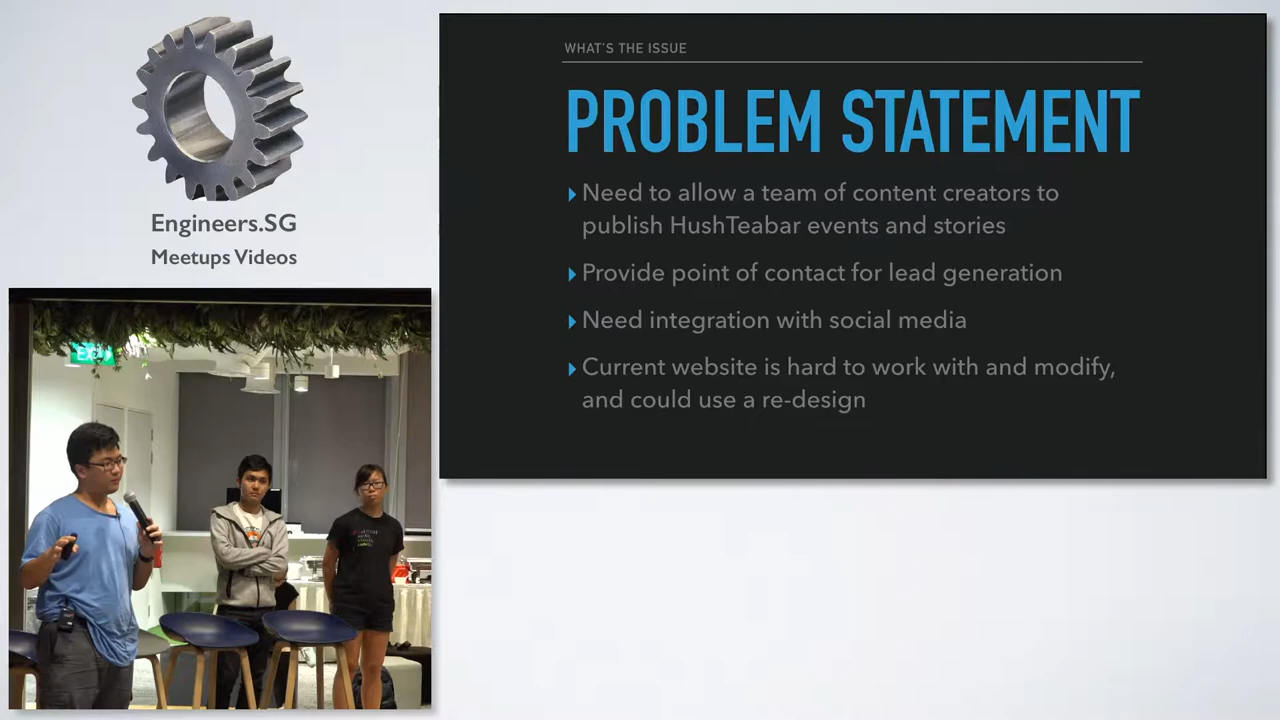 Engineers.SG
Meetups Videos
WHAT'S THE ISSUE
PROBLEM STATEMENT
Need to allow a team of content creators to
publish HushTeabar events and stories
Provide point of contact for lead generation
Need integration with social media
Current website is hard to work with and modify,
and could use a re-design
EXIT